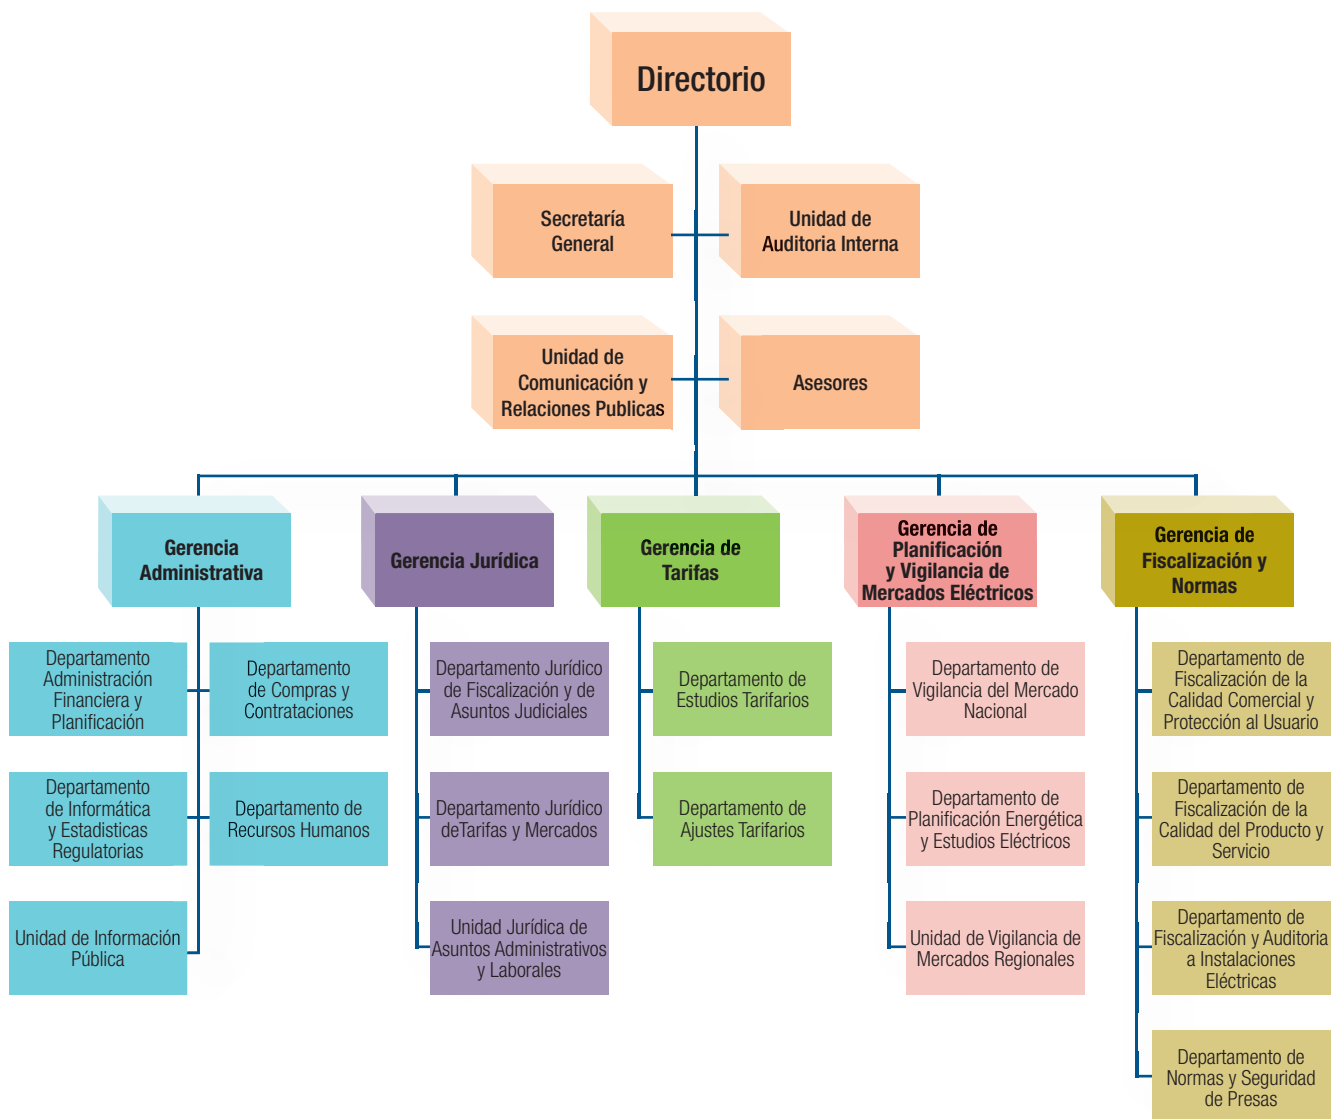 Directorio
Secretaría
General
Unidad de
Auditoria Interna
Unidad de
Comunicación y
Relaciones Publicas
Asesores
Gerencia
Administrativa
Gerencia Jurídica
Gerencia de
Tarifas
Gerencia de
Planificación
y Vigilancia de
Mercados Eléctricos
Gerencia de
Fiscalización y
Normas
Departamento
Administración
Financiera y
Planificación
Departamento
de Compras y
Contrataciones
Departamento Jurídico
de Fiscalización y de
Asuntos Judiciales
Departamento de
Estudios Tarifarios
Departamento de
Vigilancia del Mercado
Nacional
Departamento de
Fiscalización de la
Calidad Comercial y
Protección al Usuario
Departamento
de Informática
y Estadisticas
Regulatorias
Departamento de
Recursos Humanos
Departamento Jurídico
deTarifas y Mercados
Departamento de
Ajustes Tarifarios
Departamento de
Planificación Energética
y Estudios Eléctricos
Departamento de
Fiscalización de la
Calidad del Producto y
Servicio
Unidad de Información
Pública
Unidad Jurídica de
Asuntos Administrativos
y Laborales
Unidad de Vigilancia de
Mercados Regionales
Departamento de
Fiscalización y Auditoria
a Instalaciones
Eléctricas
Departamento de
Normas y Seguridad
de Presas